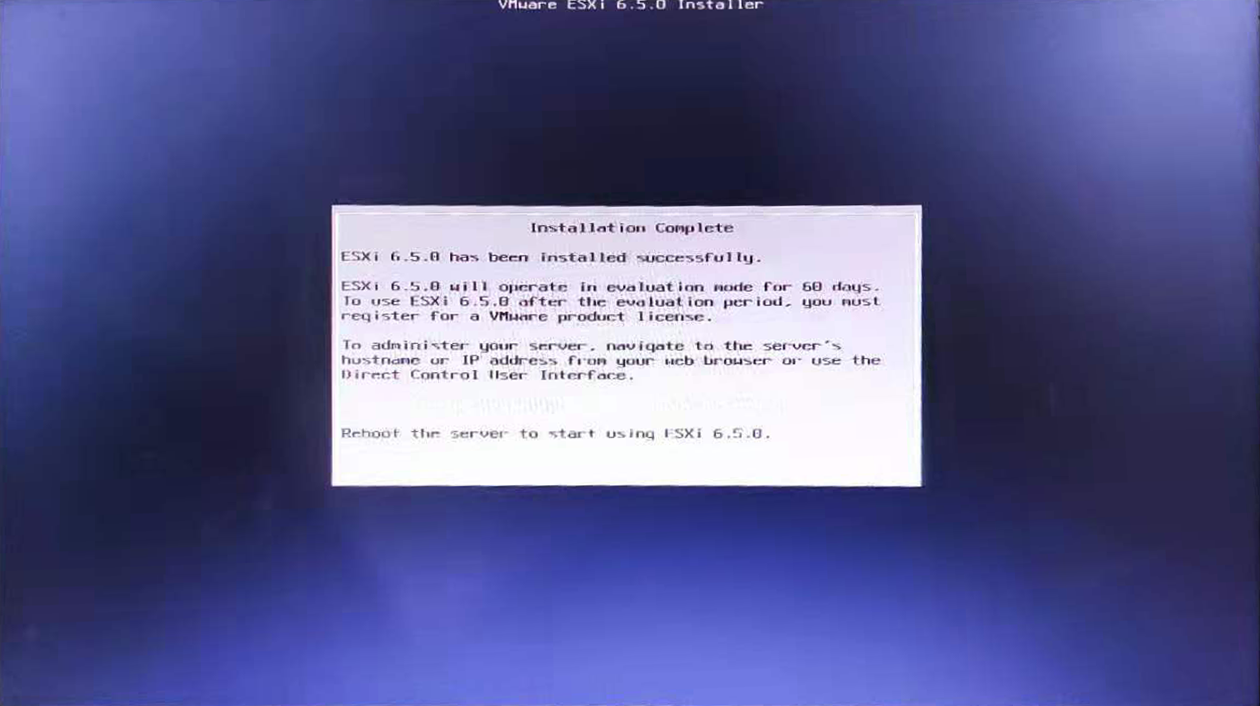 VMware ESXi 6.5.0 Installer
Installation Complete
ESXi 6.5.0 has been installed successfully.
ESXi 6.5.0 will operate in evaluation mode for 60 days.
To use ESXi 6.5.0 after the evaluation period, you must
register for a VMware product license.
To administer your server, navigate to the server's
hostname or IP address from your web browser or use the
Direct Control User Interface.
Reboot the server to start using ESXi 6.5.0.